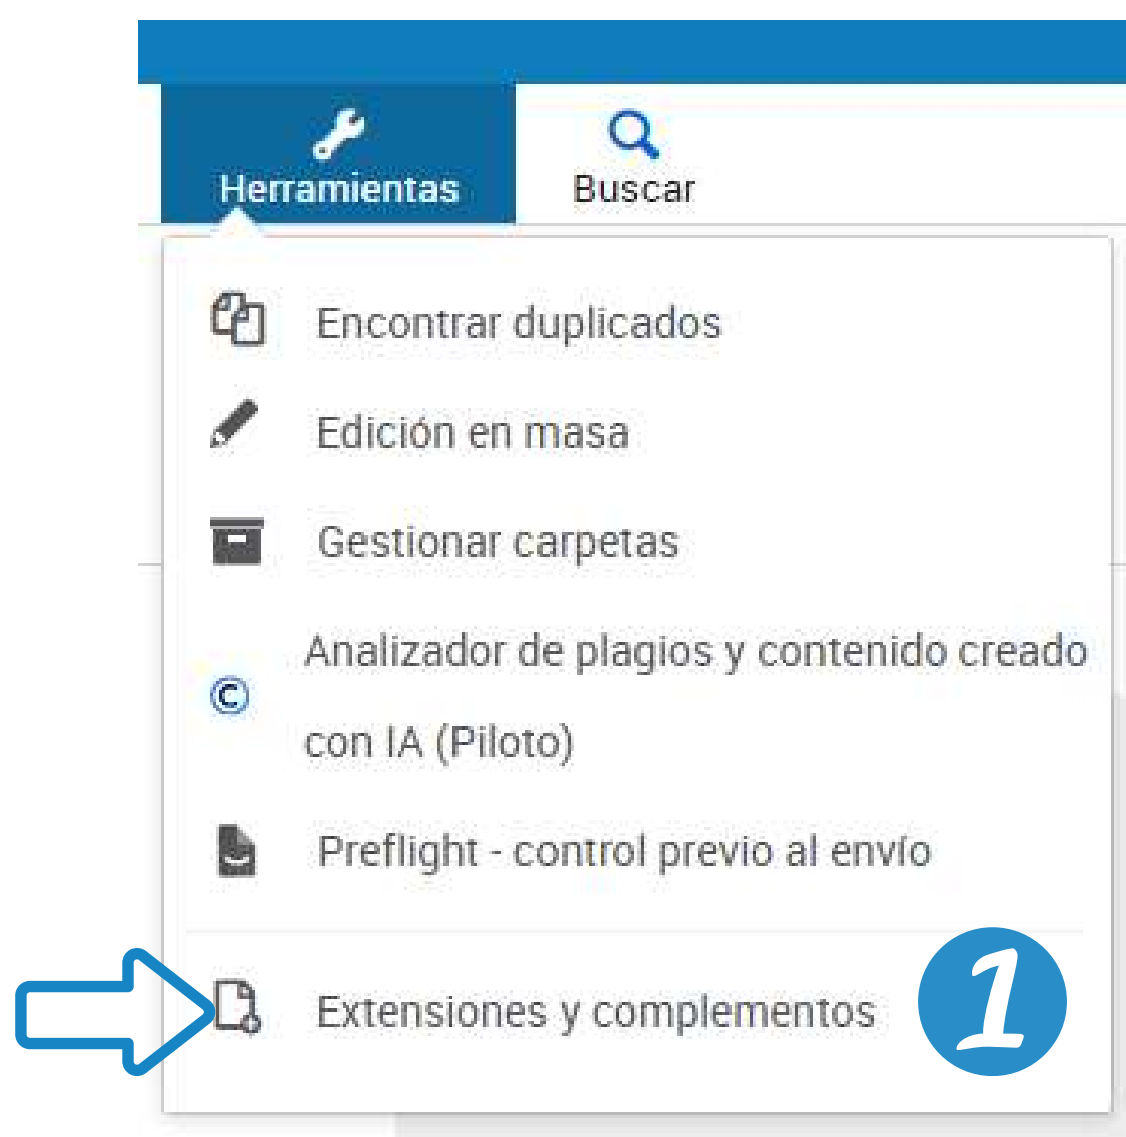 Herramientas
Buscar
Encontrar duplicados
Edición en masa
Gestionar carpetas
© Analizador de plagios y contenido creado
con IA (Piloto)
Preflight - control previo al envío
Extensiones y complementos
1